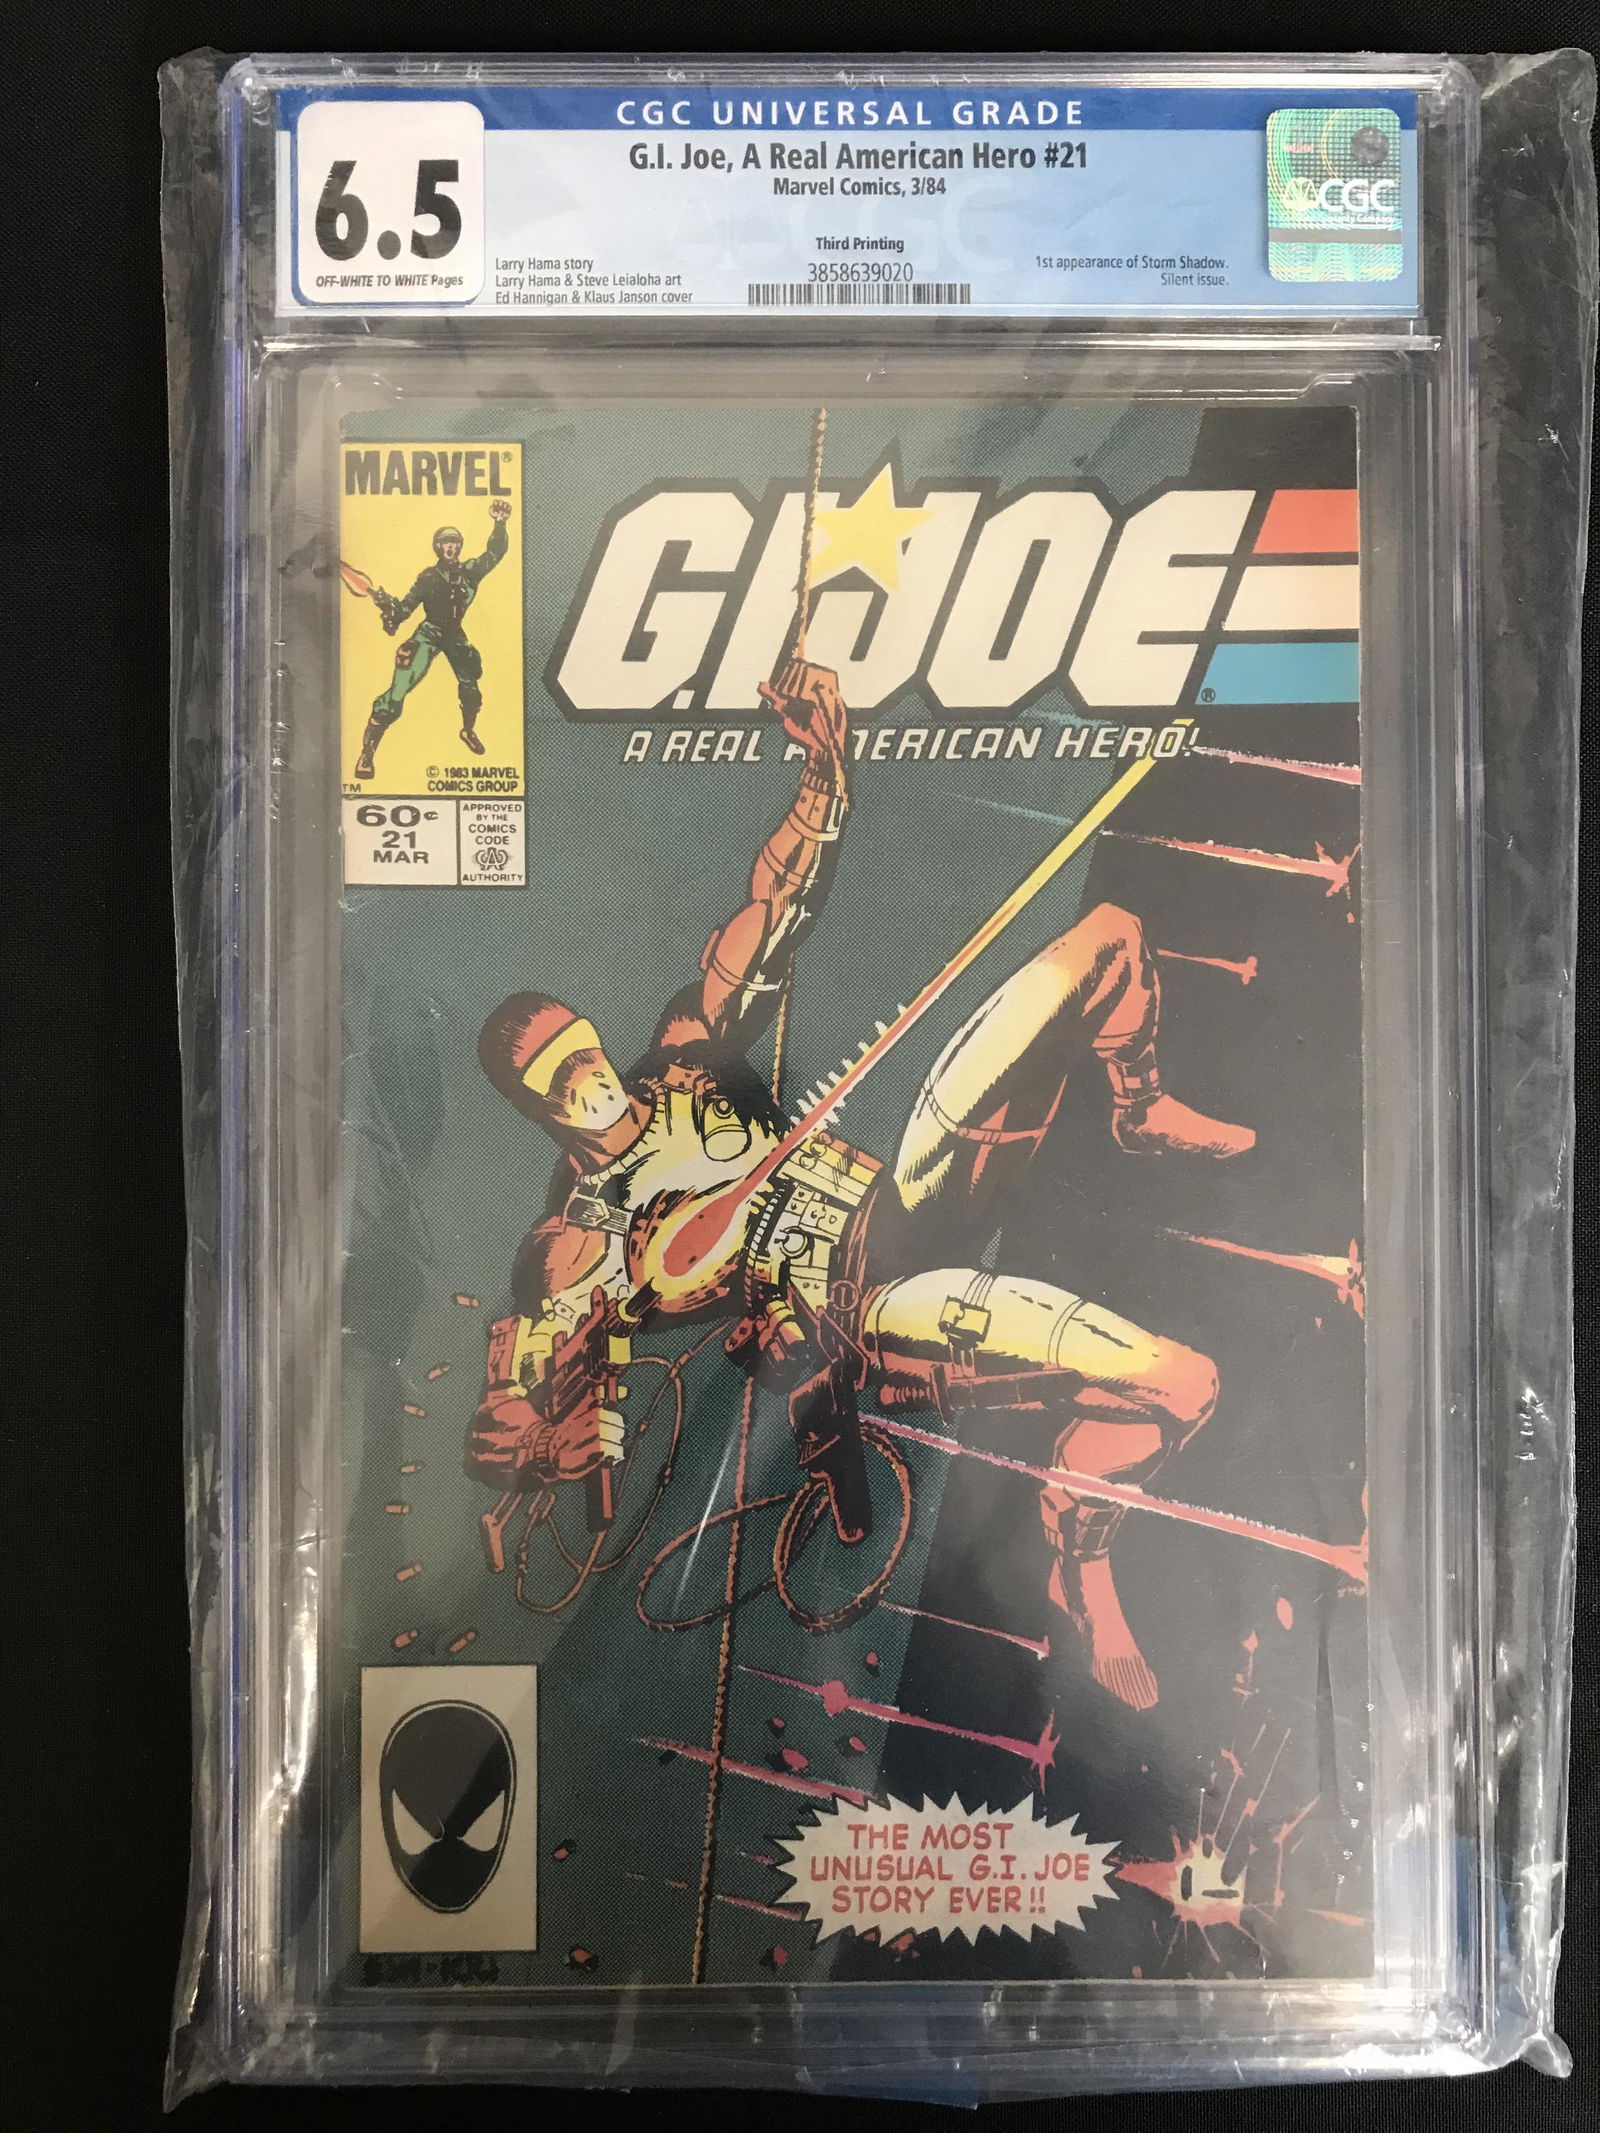 CGC UNIVERSAL GRADE
6.5
OFF-WHITE TO WHITE Pages
G.I. Joe, A Real American Hero #21
Marvel Comics, 3/84
Third Printing
3858639020
Larry Hama story
Larry Hama & Steve Leialoha art
Ed Hannigan & Klaus Janson cover
1st appearance of Storm Shadow.
Silent issue.
CGC
MARVEL®
TM
© 1983 MARVEL
COMICS GROUP
60¢
21
MAR
APPROVED
BY THE
COMICS
CODE
AUTHORITY
G.I. JOE®
A REAL AMERICAN HERO!
THE MOST
UNUSUAL G.I. JOE
STORY EVER!!